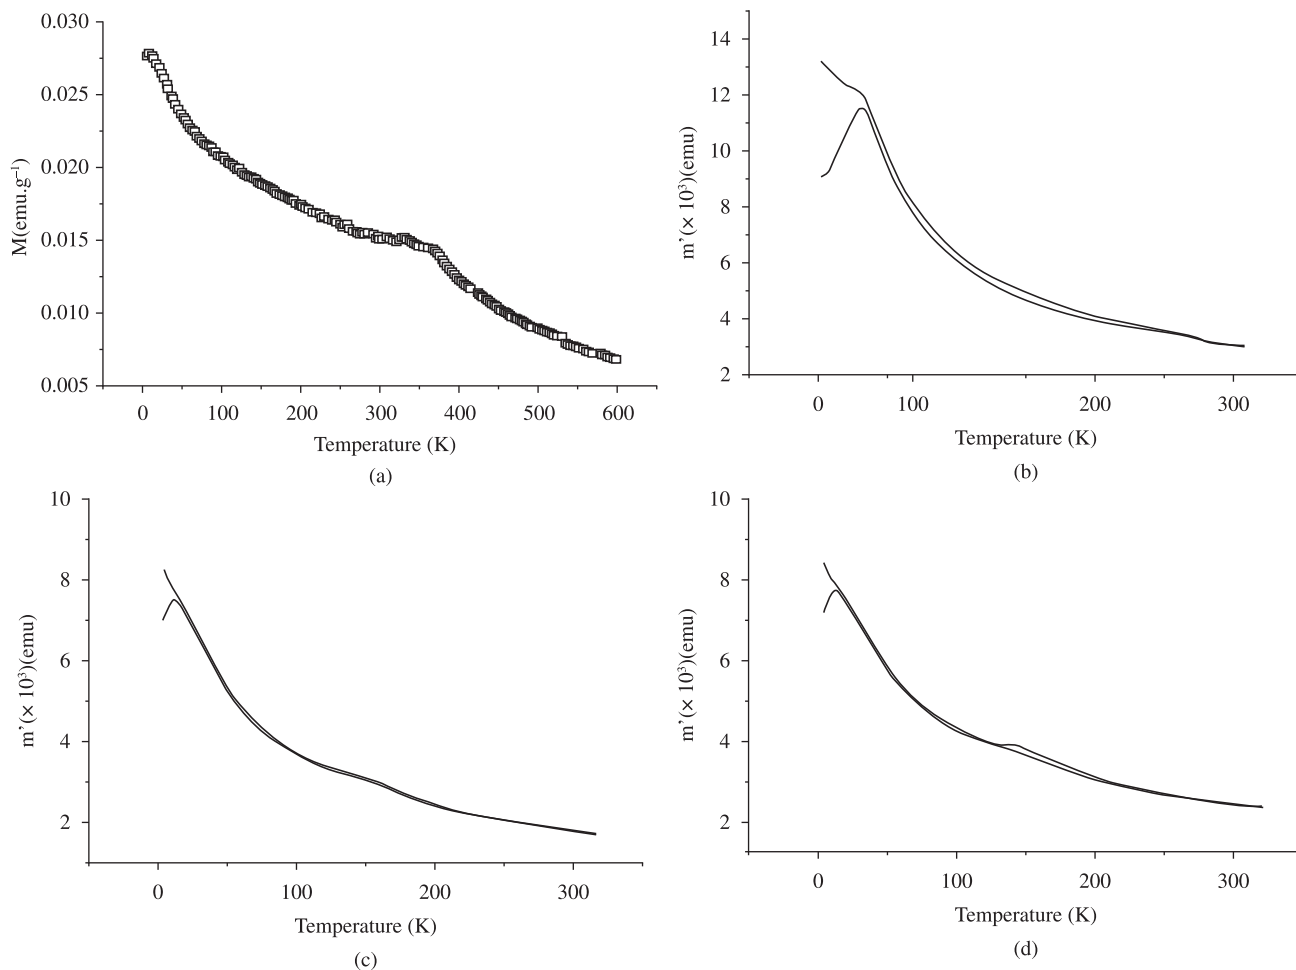 0.030
0.025
0.020
0.015
0.010
0.005
M(emu.g⁻¹)
0 100 200 300 400 500 600
Temperature (K)
(a)
14
12
10
8
6
4
2
m’(× 10³)(emu)
0 100 200 300
Temperature (K)
(b)
10
8
6
4
2
m’(× 10³)(emu)
0 100 200 300
Temperature (K)
(c)
10
8
6
4
2
m’(× 10³)(emu)
0 100 200 300
Temperature (K)
(d)